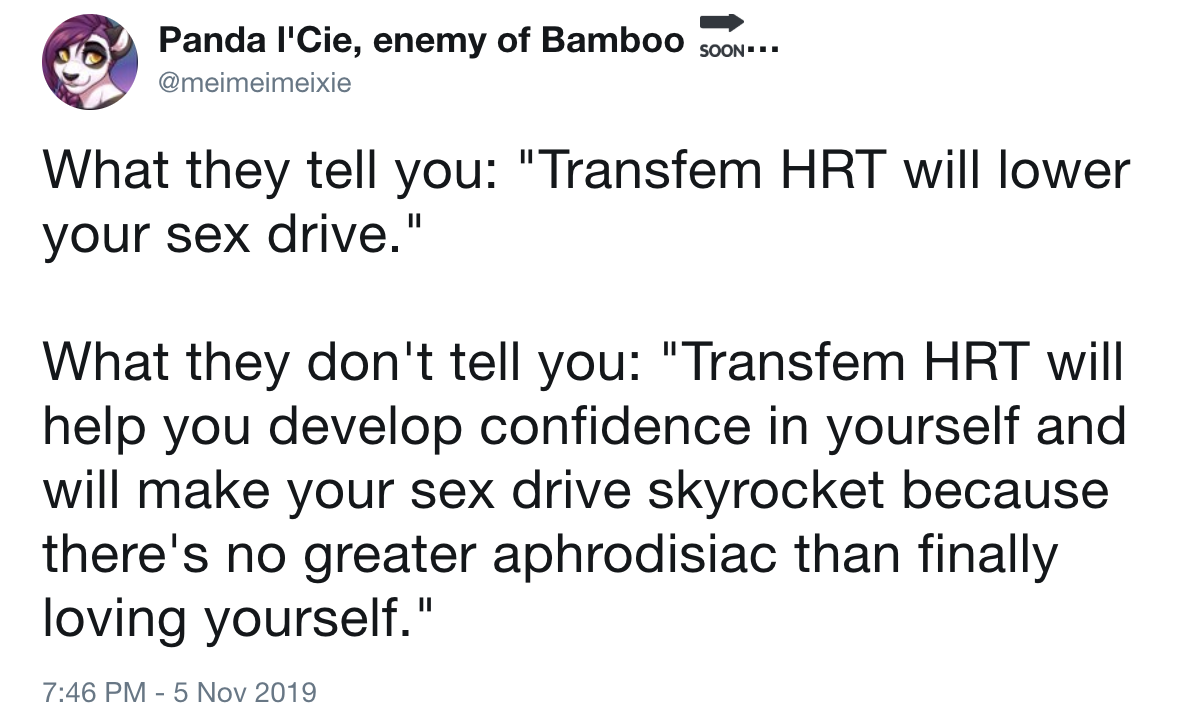 Panda l'Cie, enemy of Bamboo SOON...
@meimeimeixie
What they tell you: "Transfem HRT will lower
your sex drive."
What they don't tell you: "Transfem HRT will
help you develop confidence in yourself and
will make your sex drive skyrocket because
there's no greater aphrodisiac than finally
loving yourself."
7:46 PM - 5 Nov 2019